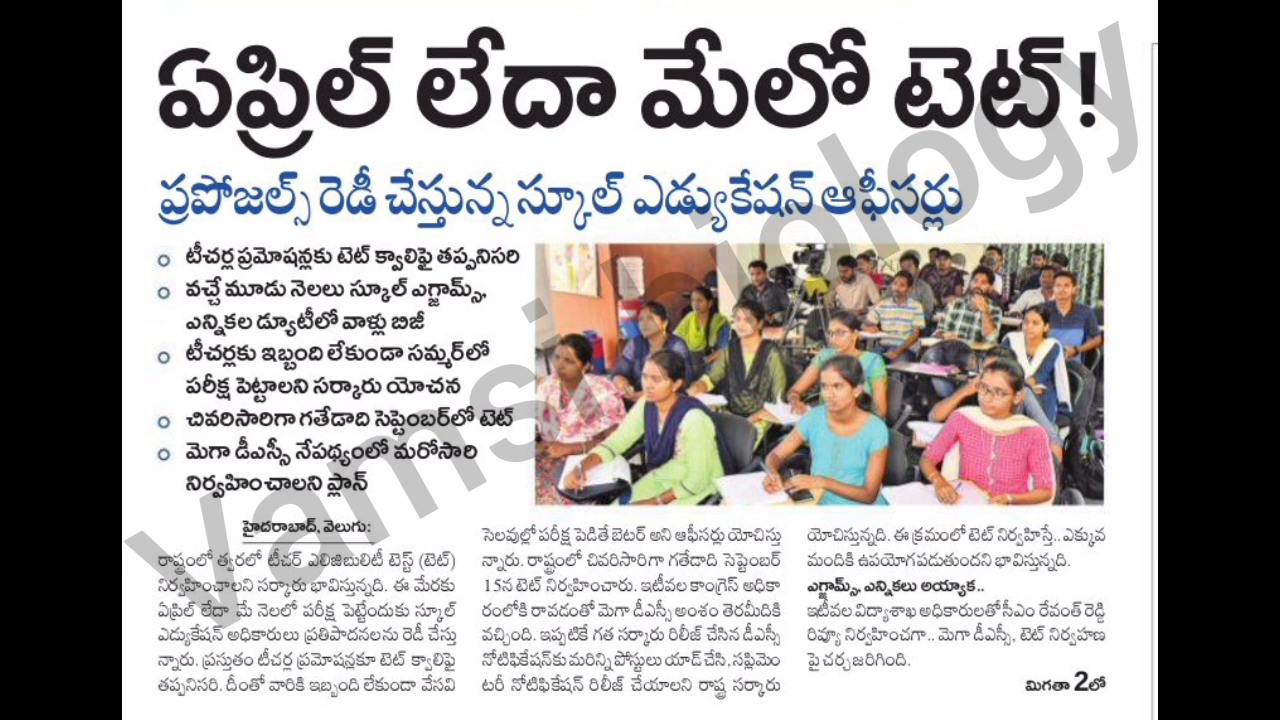 ఏప్రిల్ లేదా మేలో టెట్!
ప్రపోజల్స్ రెడీ చేస్తున్న స్కూల్ ఎడ్యుకేషన్ ఆఫీసర్లు
టీచర్ల ప్రమోషన్లకు టెట్ క్వాలిఫై తప్పనిసరి
వచ్చే మూడు నెలలు స్కూల్ ఎగ్జామ్స్,
ఎన్నికల డ్యూటీలో వాళ్లు బిజీ
టీచర్లకు ఇబ్బంది లేకుండా సమ్మర్‌లో
పరీక్ష పెట్టాలని సర్కారు యోచన
చివరిసారిగా గతేడాది సెప్టెంబర్‌లో టెట్
మెగా డీఎస్సీ నేపథ్యంలో మరోసారి
నిర్వహించాలని ప్లాన్
హైదరాబాద్, వెలుగు:
రాష్ట్రంలో త్వరలో టీచర్ ఎలిజిబులిటీ టెస్ట్ (టెట్)
నిర్వహించాలని సర్కారు భావిస్తున్నది. ఈ మేరకు
ఏప్రిల్ లేదా మే నెలలో పరీక్ష పెట్టేందుకు స్కూల్
ఎడ్యుకేషన్ అధికారులు ప్రతిపాదనలను రెడీ చేస్తు
న్నారు. ప్రస్తుతం టీచర్ల ప్రమోషన్లకూ టెట్ క్వాలిఫై
తప్పనిసరి. దీంతో వారికి ఇబ్బంది లేకుండా వేసవి
సెలవుల్లో పరీక్ష పెడితే బెటర్ అని ఆఫీసర్లు యోచిస్తు
న్నారు. రాష్ట్రంలో చివరిసారిగా గతేడాది సెప్టెంబర్
15న టెట్ నిర్వహించారు. ఇటీవల కాంగ్రెస్ అధికా
రంలోకి రావడంతో మెగా డీఎస్సీ అంశం తెరమీదికి
వచ్చింది. ఇప్పటికే గత సర్కారు రిలీజ్ చేసిన డీఎస్సీ
నోటిఫికేషన్‌కు మరిన్ని పోస్టులు యాడ్ చేసి, సప్లిమెం
టరీ నోటిఫికేషన్ రిలీజ్ చేయాలని రాష్ట్ర సర్కారు
యోచిస్తున్నది. ఈ క్రమంలో టెట్ నిర్వహిస్తే.. ఎక్కువ
మందికి ఉపయోగపడుతుందని భావిస్తున్నది.
ఎగ్జామ్స్, ఎన్నికలు అయ్యాక..
ఇటీవల విద్యాశాఖ అధికారులతో సీఎం రేవంత్ రెడ్డి
రివ్యూ నిర్వహించగా.. మెగా డీఎస్సీ, టెట్ నిర్వహణ
పై చర్చ జరిగింది.
మిగతా 2లో
vamsi biology